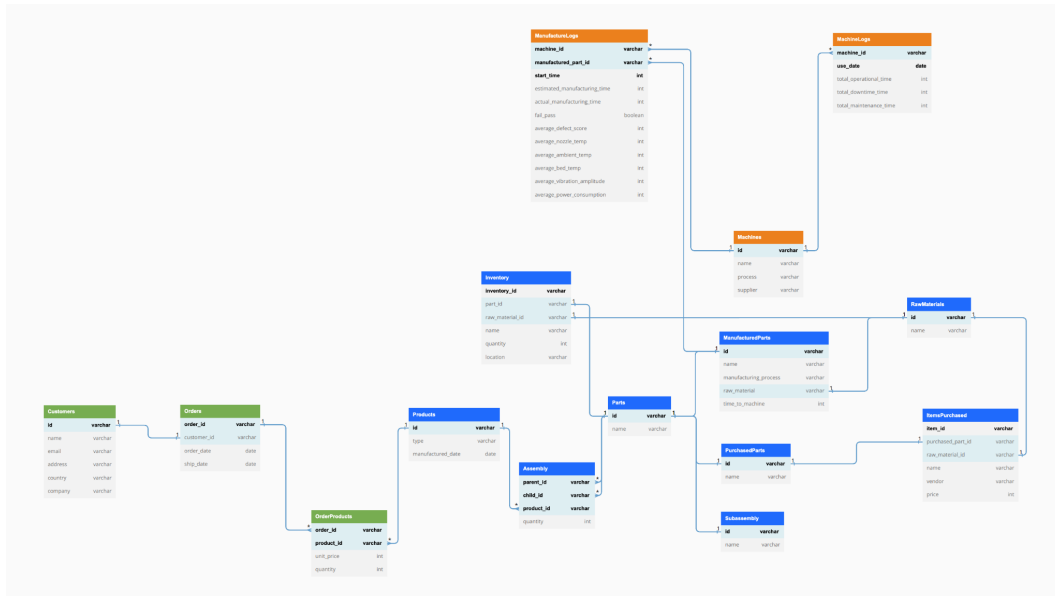 ManufactureLogs
machine_id varchar
manufactured_part_id varchar
start_time int
estimated_manufacturing_time int
actual_manufacturing_time int
fail_pass boolean
average_defect_score int
average_nozzle_temp int
average_ambient_temp int
average_bed_temp int
average_vibration_amplitude int
average_power_consumption int
MachineLogs
machine_id varchar
use_date date
total_operational_time int
total_downtime_time int
total_maintenance_time int
Machines
id varchar
name varchar
process varchar
supplier varchar
Inventory
inventory_id varchar
part_id varchar
raw_material_id varchar
name varchar
quantity int
location varchar
RawMaterials
id varchar
name varchar
ManufacturedParts
id varchar
name varchar
manufacturing_process varchar
raw_material varchar
time_to_machine int
Customers
id varchar
name varchar
email varchar
address varchar
country varchar
company varchar
Orders
order_id varchar
customer_id varchar
order_date date
ship_date date
Products
id varchar
type varchar
manufactured_date date
Parts
id varchar
name varchar
ItemsPurchased
item_id varchar
purchased_part_id varchar
raw_material_id varchar
name varchar
vendor varchar
price int
PurchasedParts
id varchar
name varchar
Assembly
parent_id varchar
child_id varchar
product_id varchar
quantity int
OrderProducts
order_id varchar
product_id varchar
unit_price int
quantity int
Subassembly
id varchar
name varchar